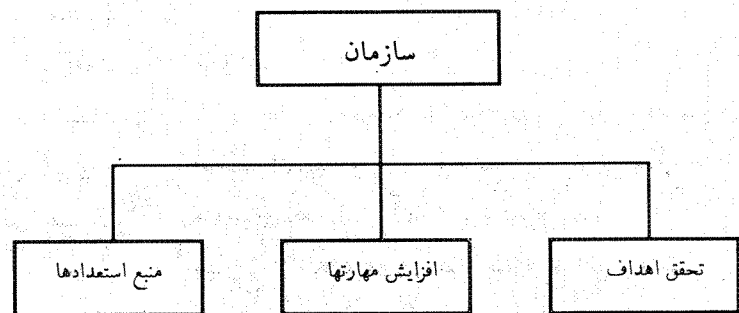 سازمان
تحقق اهداف
افزایش مهارتها
منبع استعدادها